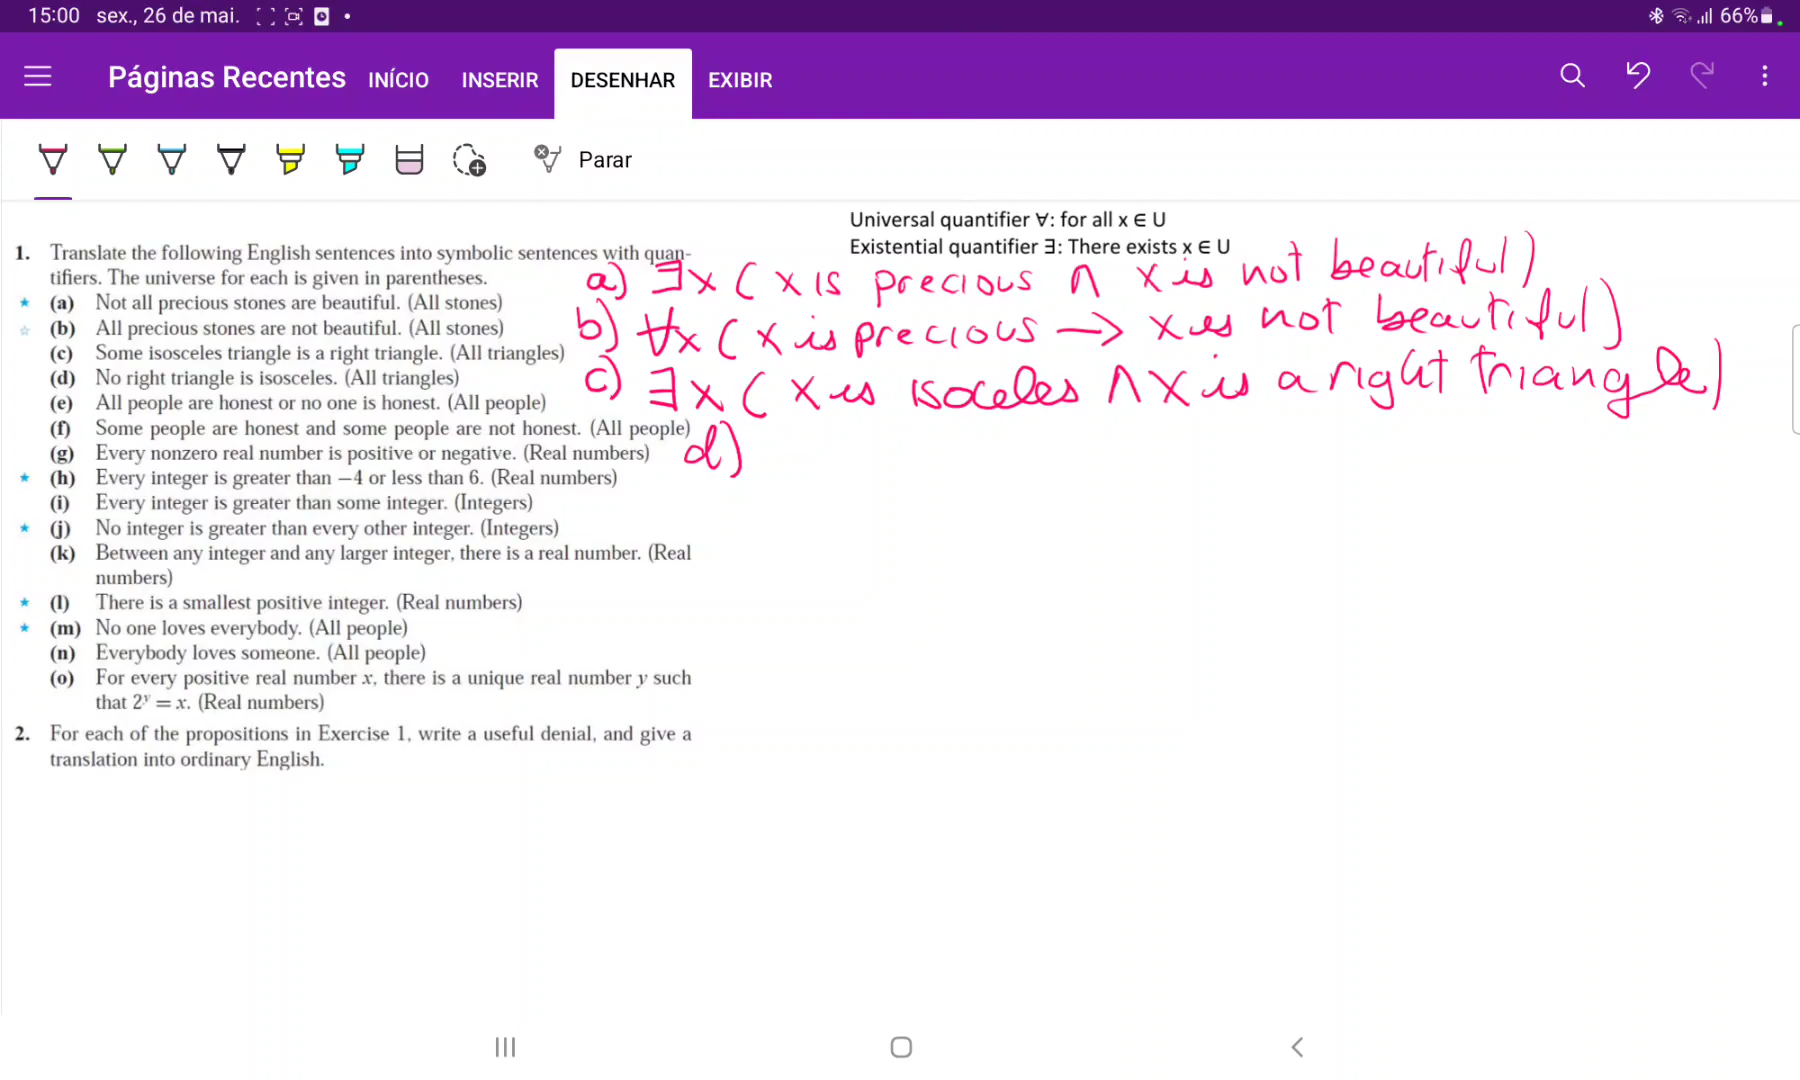 15:00 sex., 26 de mai.
66%
Páginas Recentes INÍCIO INSERIR DESENHAR EXIBIR
Parar
Universal quantifier ∀: for all x ∈ U
Existential quantifier ∃: There exists x ∈ U
1. Translate the following English sentences into symbolic sentences with quan-
tifiers. The universe for each is given in parentheses.
★ (a) Not all precious stones are beautiful. (All stones)
☆ (b) All precious stones are not beautiful. (All stones)
(c) Some isosceles triangle is a right triangle. (All triangles)
(d) No right triangle is isosceles. (All triangles)
(e) All people are honest or no one is honest. (All people)
(f) Some people are honest and some people are not honest. (All people)
(g) Every nonzero real number is positive or negative. (Real numbers)
★ (h) Every integer is greater than −4 or less than 6. (Real numbers)
(i) Every integer is greater than some integer. (Integers)
★ (j) No integer is greater than every other integer. (Integers)
(k) Between any integer and any larger integer, there is a real number. (Real
numbers)
★ (l) There is a smallest positive integer. (Real numbers)
★ (m) No one loves everybody. (All people)
(n) Everybody loves someone. (All people)
(o) For every positive real number x, there is a unique real number y such
that 2ʸ = x. (Real numbers)
2. For each of the propositions in Exercise 1, write a useful denial, and give a
translation into ordinary English.
a) ∃x ( x is precious ∧ x is not beautiful)
b) ∀x ( x is precious → x is not beautiful)
c) ∃x ( x is isoceles ∧ x is a right triangle)
d)